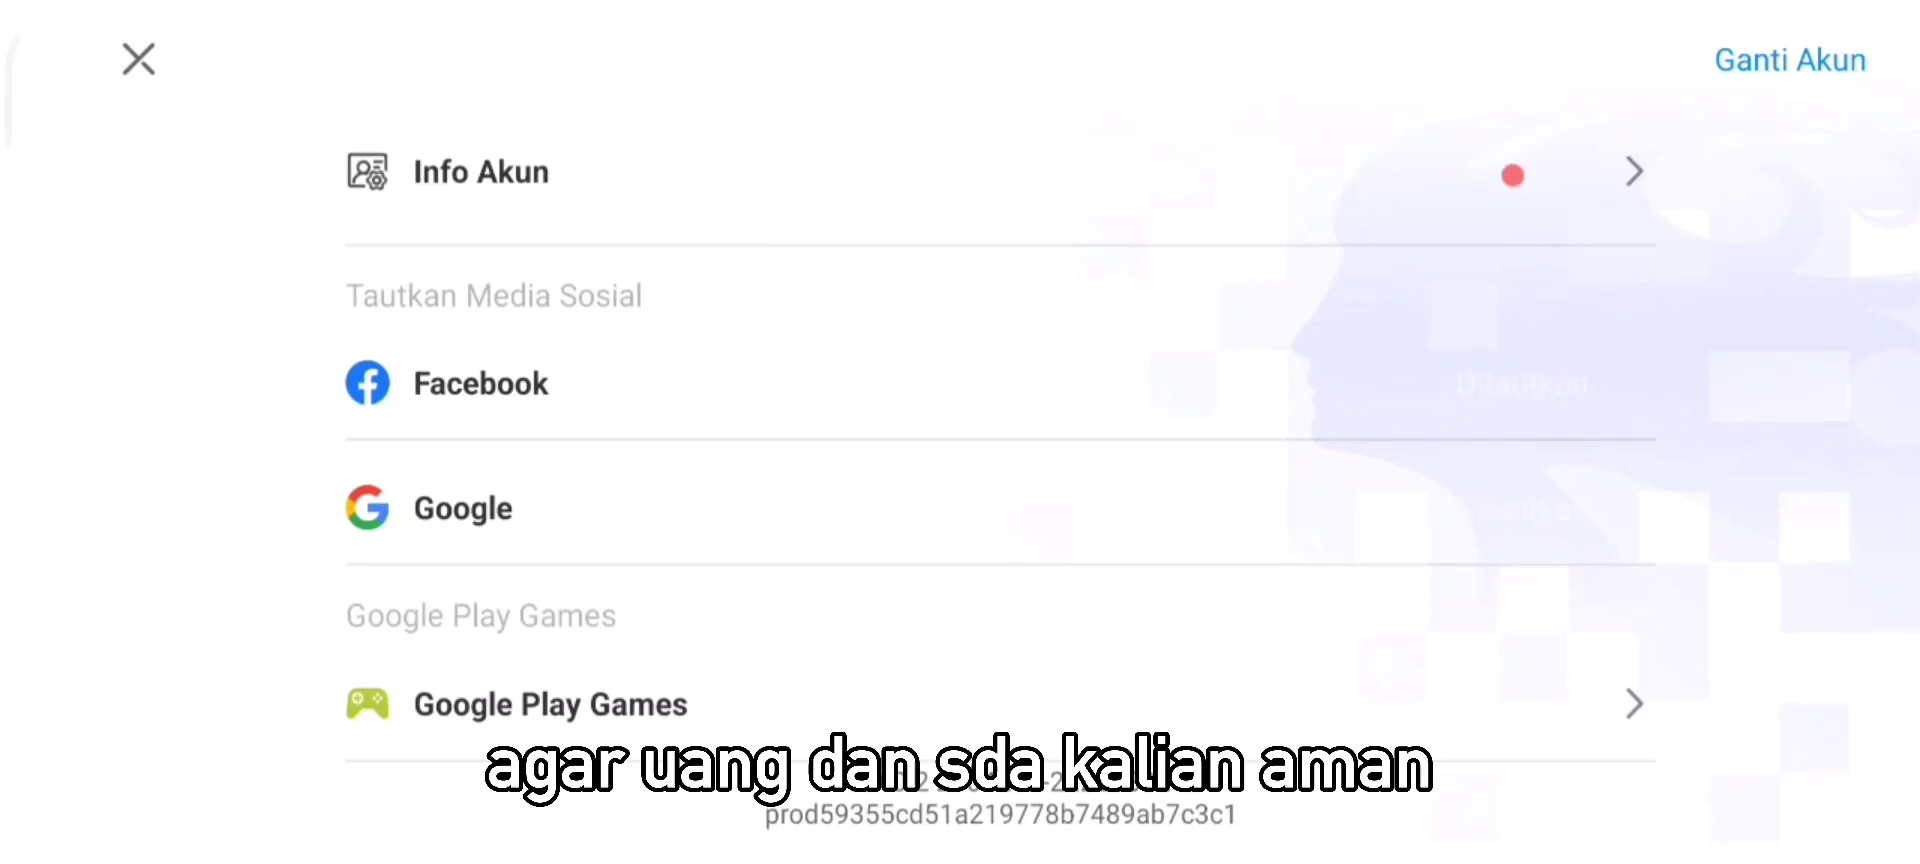 Ganti Akun
Info Akun
Tautkan Media Sosial
Facebook
Ditautkan
Google
Google Play Games
Google Play Games
agar uang dan sda kalian aman
prod59355cd51a219778b7489ab7c3c1